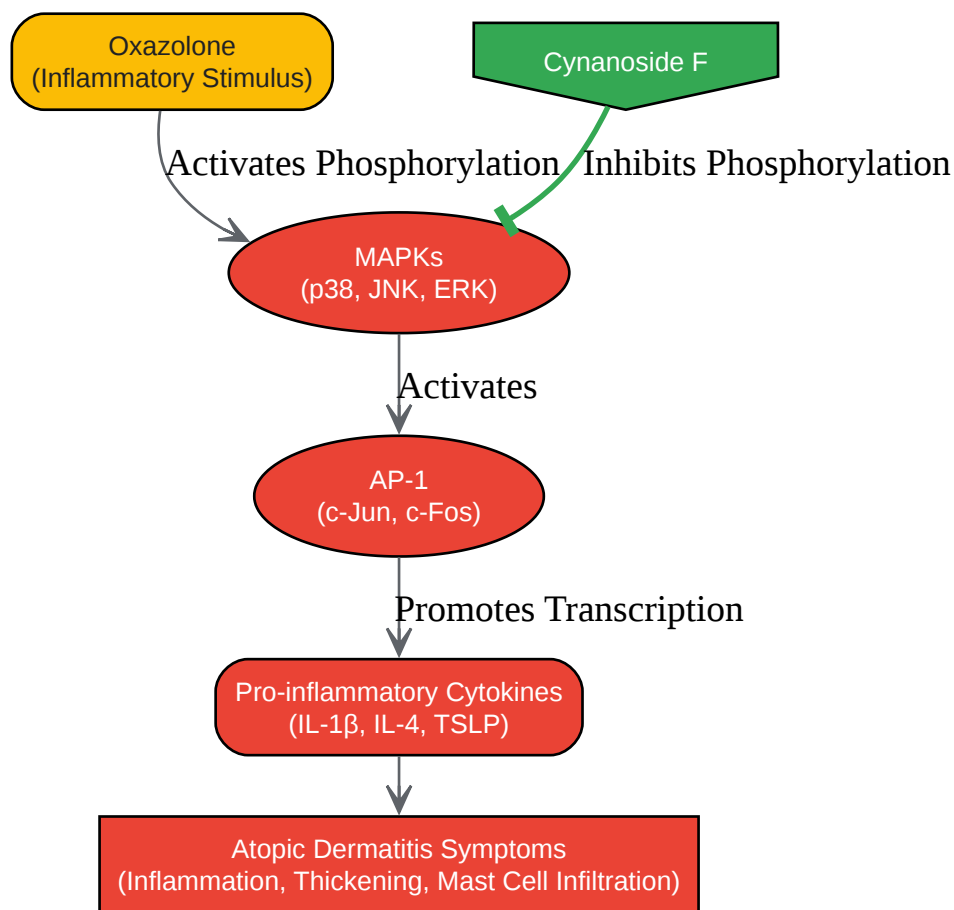 Oxazolone
(Inflammatory Stimulus)
Cynanoside F
Activates Phosphorylation
Inhibits Phosphorylation
MAPKs
(p38, JNK, ERK)
Activates
AP-1
(c-Jun, c-Fos)
Promotes Transcription
Pro-inflammatory Cytokines
(IL-1β, IL-4, TSLP)
Atopic Dermatitis Symptoms
(Inflammation, Thickening, Mast Cell Infiltration)